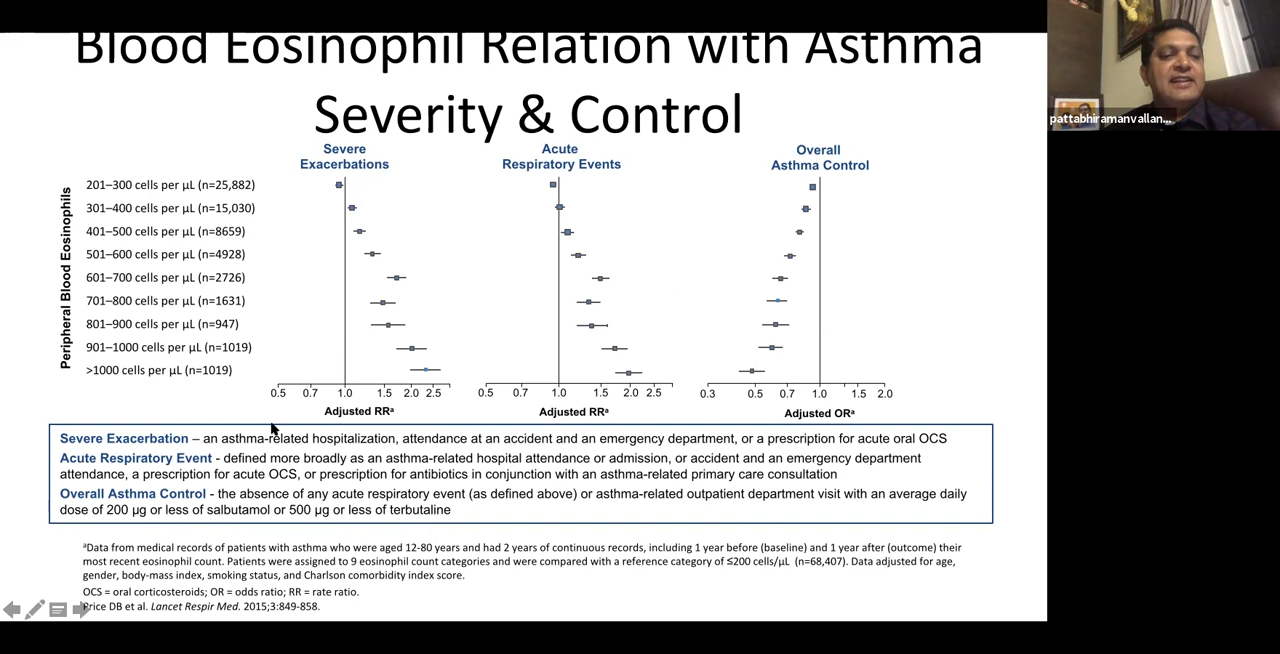 Blood Eosinophil Relation with Asthma
Severity & Control
pattabhiramanvallan...
Severe
Exacerbations
Acute
Respiratory Events
Overall
Asthma Control
Peripheral Blood Eosinophils
201–300 cells per µL (n=25,882)
301–400 cells per µL (n=15,030)
401–500 cells per µL (n=8659)
501–600 cells per µL (n=4928)
601–700 cells per µL (n=2726)
701–800 cells per µL (n=1631)
801–900 cells per µL (n=947)
901–1000 cells per µL (n=1019)
>1000 cells per µL (n=1019)
0.5 0.7 1.0 1.5 2.0 2.5
Adjusted RRᵃ
0.5 0.7 1.0 1.5 2.0 2.5
Adjusted RRᵃ
0.3 0.5 0.7 1.0 1.5 2.0
Adjusted ORᵃ
Severe Exacerbation – an asthma-related hospitalization, attendance at an accident and an emergency department, or a prescription for acute oral OCS
Acute Respiratory Event - defined more broadly as an asthma-related hospital attendance or admission, or accident and an emergency department
attendance, a prescription for acute OCS, or prescription for antibiotics in conjunction with an asthma-related primary care consultation
Overall Asthma Control - the absence of any acute respiratory event (as defined above) or asthma-related outpatient department visit with an average daily
dose of 200 µg or less of salbutamol or 500 µg or less of terbutaline
ᵃData from medical records of patients with asthma who were aged 12-80 years and had 2 years of continuous records, including 1 year before (baseline) and 1 year after (outcome) their
most recent eosinophil count. Patients were assigned to 9 eosinophil count categories and were compared with a reference category of ≤200 cells/µL (n=68,407). Data adjusted for age,
gender, body-mass index, smoking status, and Charlson comorbidity index score.
OCS = oral corticosteroids; OR = odds ratio; RR = rate ratio.
Price DB et al. Lancet Respir Med. 2015;3:849-858.